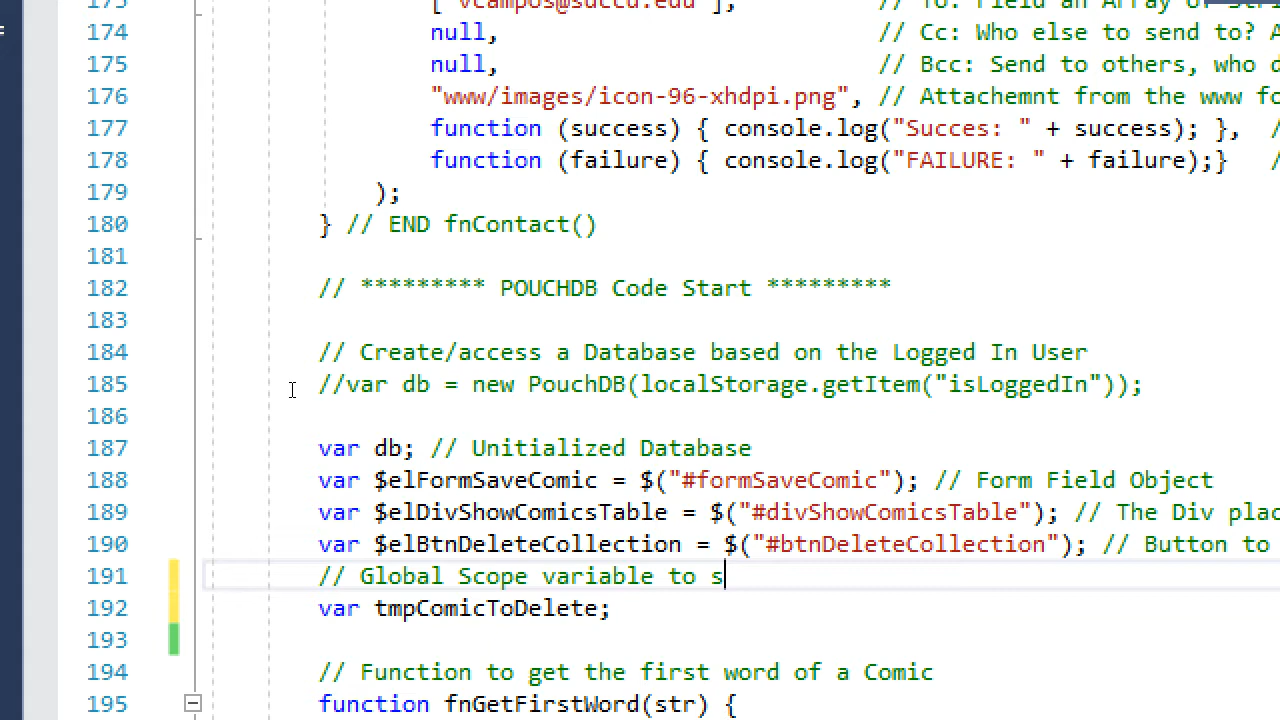 173 ["vcampos@sdccd.edu"], // To: Field an Array of
174 null, // Cc: Who else to send to? A
175 null, // Bcc: Send to others, who d
176 "www/images/icon-96-xhdpi.png", // Attachemnt from the www fo
177 function (success) { console.log("Succes: " + success); }, /
178 function (failure) { console.log("FAILURE: " + failure);} /
179 );
180 } // END fnContact()
181
182 // ********* POUCHDB Code Start *********
183
184 // Create/access a Database based on the Logged In User
185 //var db = new PouchDB(localStorage.getItem("isLoggedIn"));
186
187 var db; // Unitialized Database
188 var $elFormSaveComic = $("#formSaveComic"); // Form Field Object
189 var $elDivShowComicsTable = $("#divShowComicsTable"); // The Div plac
190 var $elBtnDeleteCollection = $("#btnDeleteCollection"); // Button to
191 // Global Scope variable to s
192 var tmpComicToDelete;
193
194 // Function to get the first word of a Comic
195 function fnGetFirstWord(str) {